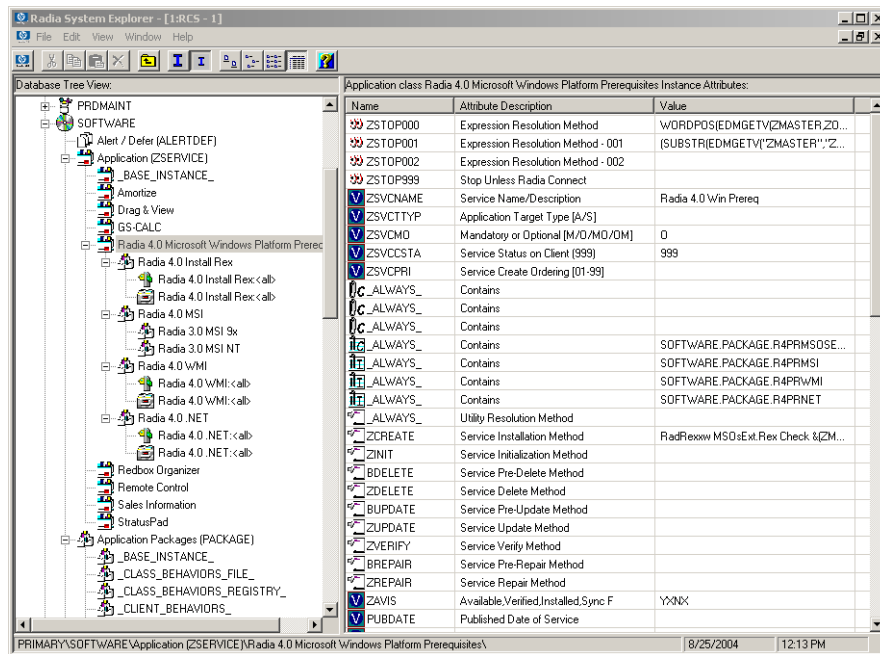 Radia System Explorer - [1:RCS - 1]
File Edit View Window Help
Database Tree View:
PRDMAINT
SOFTWARE
Alert / Defer (ALERTDEF)
Application (ZSERVICE)
_BASE_INSTANCE_
Amortize
Drag & View
GS-CALC
Radia 4.0 Microsoft Windows Platform Prereq
Radia 4.0 Install Rex
Radia 4.0 Install Rex:<all>
Radia 4.0 Install Rex:<all>
Radia 4.0 MSI
Radia 3.0 MSI 9x
Radia 3.0 MSI NT
Radia 4.0 WMI
Radia 4.0 WMI:<all>
Radia 4.0 WMI:<all>
Radia 4.0 .NET
Radia 4.0 .NET:<all>
Radia 4.0 .NET:<all>
Redbox Organizer
Remote Control
Sales Information
StratusPad
Application Packages (PACKAGE)
_BASE_INSTANCE_
_CLASS_BEHAVIORS_FILE_
_CLASS_BEHAVIORS_REGISTRY_
_CLIENT_BEHAVIORS_
Application class Radia 4.0 Microsoft Windows Platform Prerequisites Instance Attributes:
Name Attribute Description Value
ZSTOP000 Expression Resolution Method WORDPOS(EDMGETV(ZMASTER,ZO...
ZSTOP001 Expression Resolution Method - 001 (SUBSTR(EDMGETV("ZMASTER","Z...
ZSTOP002 Expression Resolution Method - 002
ZSTOP999 Stop Unless Radia Connect
ZSVCNAME Service Name/Description Radia 4.0 Win Prereq
ZSVCTTYP Application Target Type [A/S]
ZSVCMO Mandatory or Optional [M/O/MO/OM] O
ZSVCCSTA Service Status on Client (999) 999
ZSVCPRI Service Create Ordering [01-99]
_ALWAYS_ Contains
_ALWAYS_ Contains
_ALWAYS_ Contains
_ALWAYS_ Contains SOFTWARE.PACKAGE.R4PRMSOSE...
_ALWAYS_ Contains SOFTWARE.PACKAGE.R4PRMSI
_ALWAYS_ Contains SOFTWARE.PACKAGE.R4PRWMI
_ALWAYS_ Contains SOFTWARE.PACKAGE.R4PRNET
_ALWAYS_ Utility Resolution Method
ZCREATE Service Installation Method RadRexxw MSOsExt.Rex Check &(ZM...
ZINIT Service Initialization Method
BDELETE Service Pre-Delete Method
ZDELETE Service Delete Method
BUPDATE Service Pre-Update Method
ZUPDATE Service Update Method
ZVERIFY Service Verify Method
BREPAIR Service Pre-Repair Method
ZREPAIR Service Repair Method
ZAVIS Available,Verified,Installed,Sync F YXNX
PUBDATE Published Date of Service
PRIMARY\SOFTWARE\Application (ZSERVICE)\Radia 4.0 Microsoft Windows Platform Prerequisites\ 8/25/2004 12:13 PM